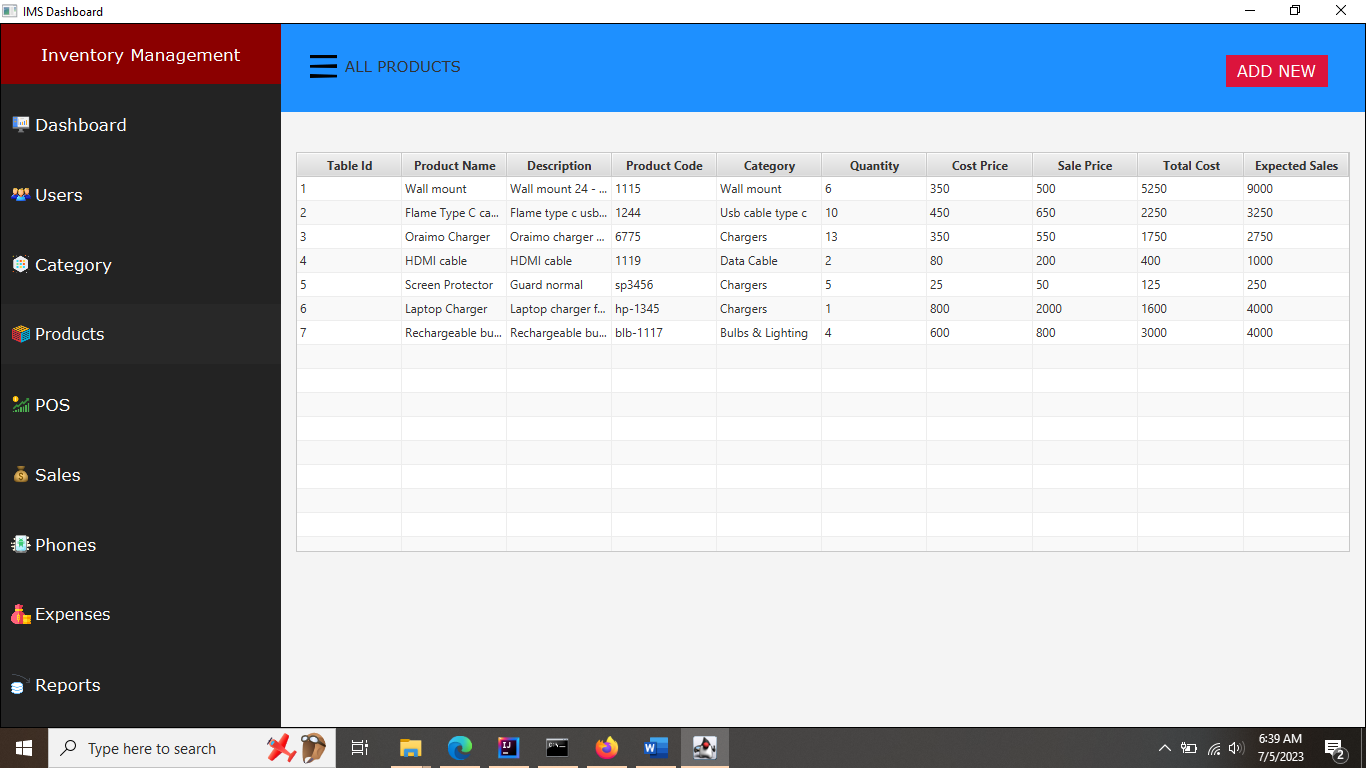 IMS Dashboard
Inventory Management
ALL PRODUCTS
ADD NEW
Dashboard
Users
Category
Products
POS
Sales
Phones
Expenses
Reports
Table Id Product Name Description Product Code Category Quantity Cost Price Sale Price Total Cost Expected Sales
1 Wall mount Wall mount 24 - ... 1115 Wall mount 6 350 500 5250 9000
2 Flame Type C ca... Flame type c usb... 1244 Usb cable type c 10 450 650 2250 3250
3 Oraimo Charger Oraimo charger ... 6775 Chargers 13 350 550 1750 2750
4 HDMI cable HDMI cable 1119 Data Cable 2 80 200 400 1000
5 Screen Protector Guard normal sp3456 Chargers 5 25 50 125 250
6 Laptop Charger Laptop charger f... hp-1345 Chargers 1 800 2000 1600 4000
7 Rechargeable bu... Rechargeable bu... blb-1117 Bulbs & Lighting 4 600 800 3000 4000
Type here to search
6:39 AM
7/5/2023
2